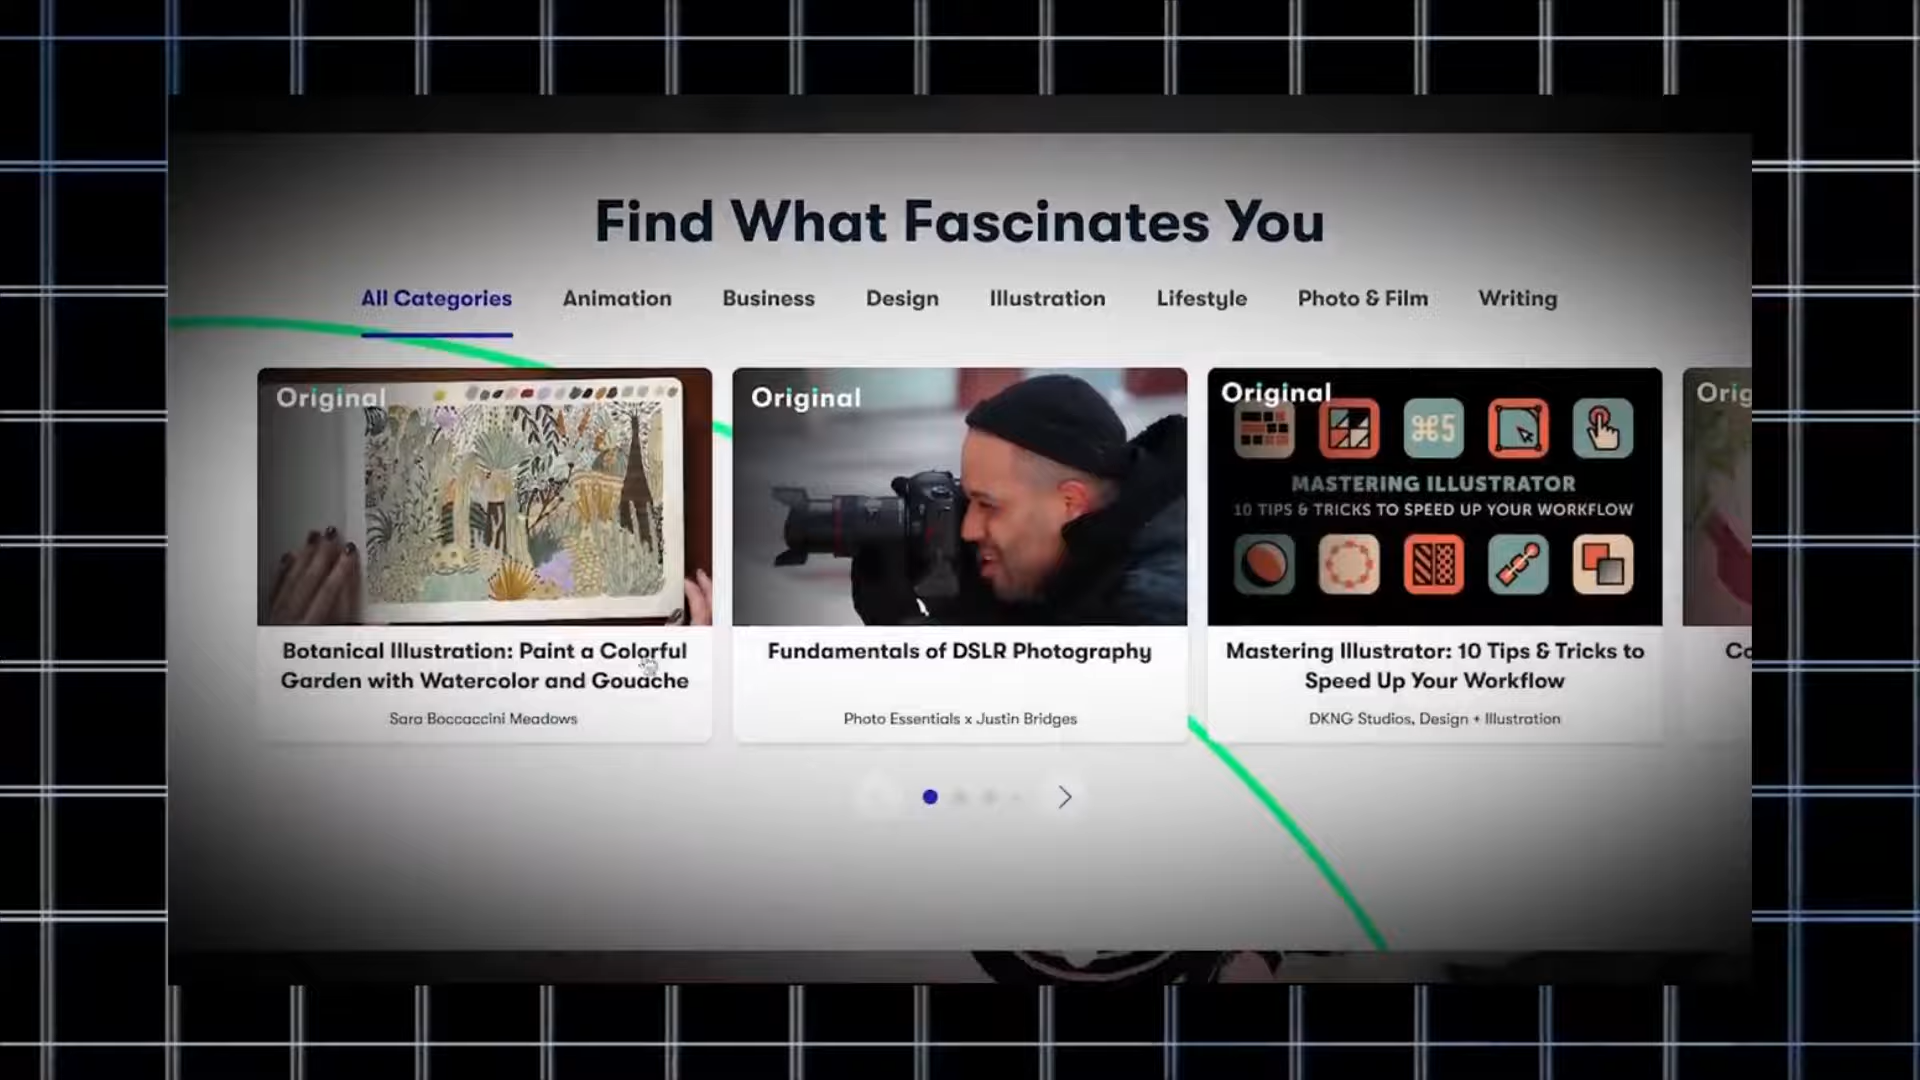 Find What Fascinates You
All Categories Animation Business Design Illustration Lifestyle Photo & Film Writing
Original
Original
Original
⌘5
MASTERING ILLUSTRATOR
10 TIPS & TRICKS TO SPEED UP YOUR WORKFLOW
Botanical Illustration: Paint a Colorful
Garden with Watercolor and Gouache
Sara Boccaccini Meadows
Fundamentals of DSLR Photography
Photo Essentials x Justin Bridges
Mastering Illustrator: 10 Tips & Tricks to
Speed Up Your Workflow
DKNG Studios, Design + Illustration